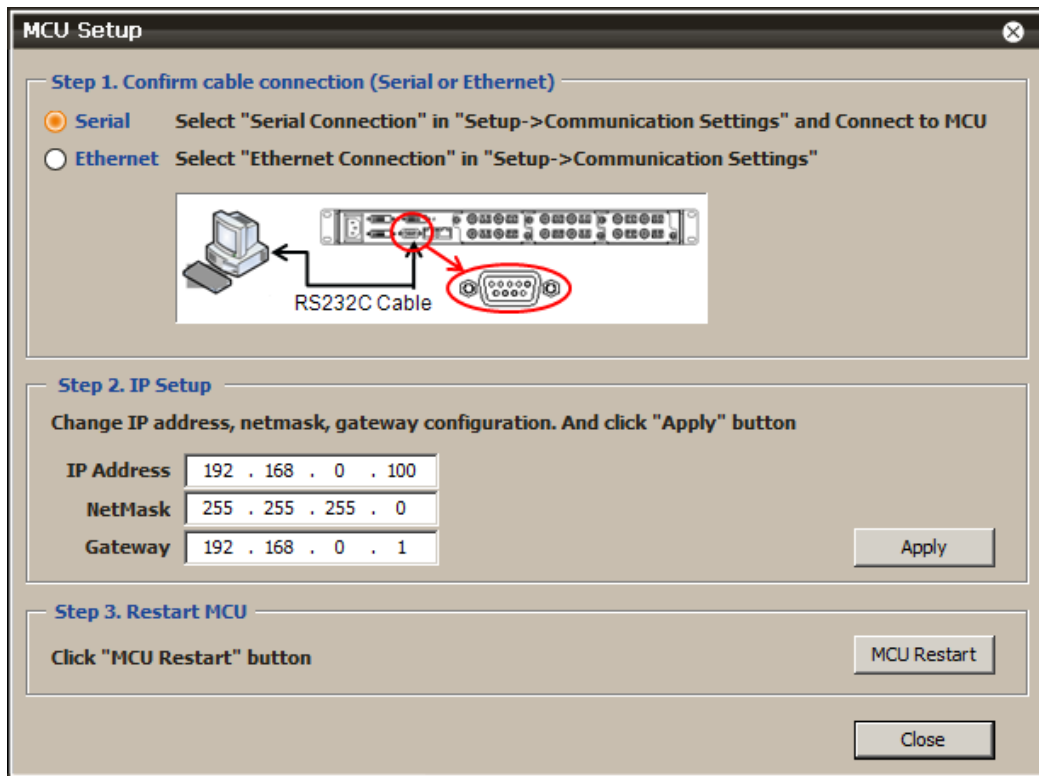 MCU Setup
Step 1. Confirm cable connection (Serial or Ethernet)
Serial Select "Serial Connection" in "Setup->Communication Settings" and Connect to MCU
Ethernet Select "Ethernet Connection" in "Setup->Communication Settings"
RS232C Cable
Step 2. IP Setup
Change IP address, netmask, gateway configuration. And click "Apply" button
IP Address 192 . 168 . 0 . 100
NetMask 255 . 255 . 255 . 0
Gateway 192 . 168 . 0 . 1
Apply
Step 3. Restart MCU
Click "MCU Restart" button
MCU Restart
Close